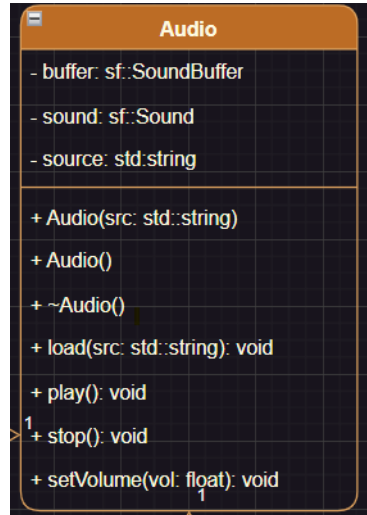 Audio
- buffer: sf::SoundBuffer
- sound: sf::Sound
- source: std:string
+ Audio(src: std::string)
+ Audio()
+ ~Audio()
+ load(src: std::string): void
+ play(): void
1
+ stop(): void
+ setVolume(vol: float): void
1